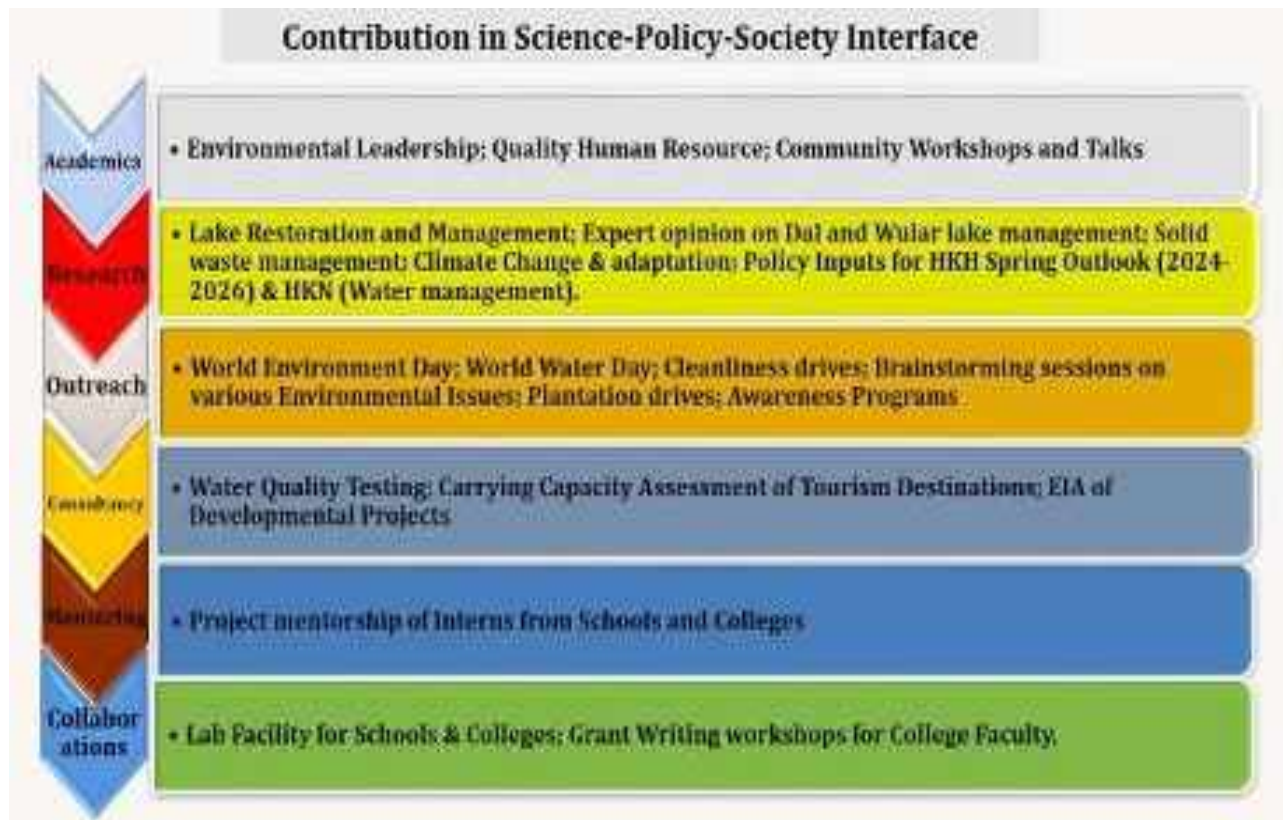 Contribution in Science-Policy-Society Interface
Academics
• Environmental Leadership; Quality Human Resource; Community Workshops and Talks
Research
• Lake Restoration and Management; Expert opinion on Dal and Wular lake management; Solid
waste management; Climate Change & adaptation; Policy Inputs for HKH Spring Outlook (2024-
2026) & HKN (Water management).
Outreach
• World Environment Day; World Water Day; Cleanliness drives; Brainstorming sessions on
various Environmental Issues; Plantation drives; Awareness Programs
Consultancy
• Water Quality Testing; Carrying Capacity Assessment of Tourism Destinations; EIA of
Developmental Projects
Mentoring
• Project mentorship of Interns from Schools and Colleges
Collabor
ations
• Lab Facility for Schools & Colleges; Grant Writing workshops for College Faculty.